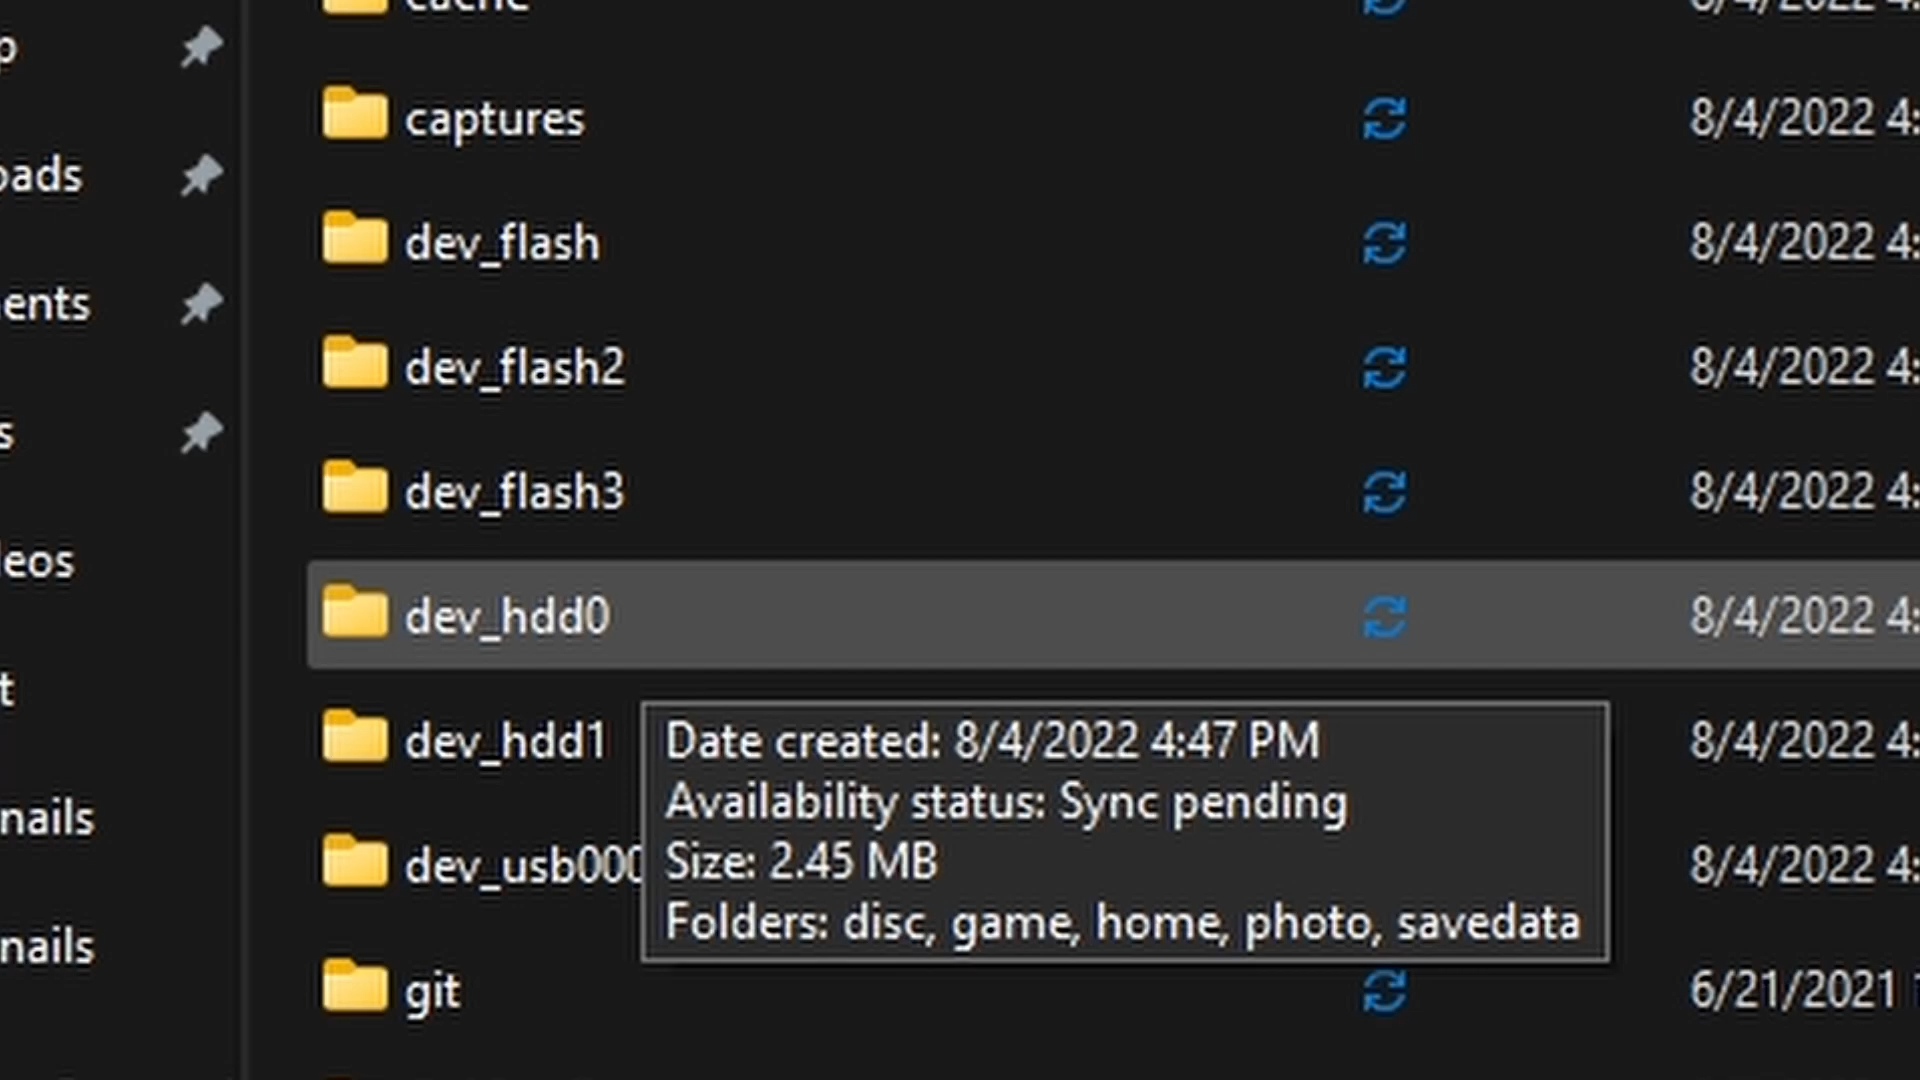 cache
captures
8/4/2022 4:
dev_flash
8/4/2022 4:
dev_flash2
8/4/2022 4:
dev_flash3
8/4/2022 4:
dev_hdd0
8/4/2022 4:
dev_hdd1
8/4/2022 4:
dev_usb000
8/4/2022 4:
git
6/21/2021
Date created: 8/4/2022 4:47 PM
Availability status: Sync pending
Size: 2.45 MB
Folders: disc, game, home, photo, savedata
p
oads
ents
s
eos
t
nails
nails